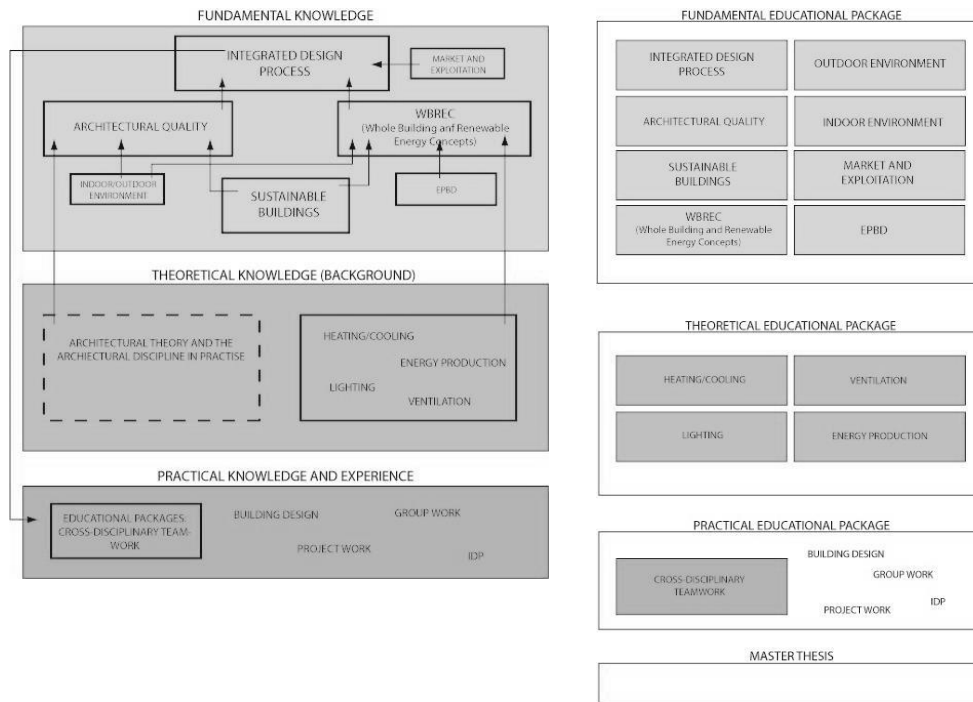 FUNDAMENTAL KNOWLEDGE
INTEGRATED DESIGN
PROCESS
MARKET AND
EXPLOITATION
ARCHITECTURAL QUALITY
WBREC
(Whole Building anf Renewable
Energy Concepts)
INDOOR/OUTDOOR
ENVIRONMENT
SUSTAINABLE
BUILDINGS
EPBD
THEORETICAL KNOWLEDGE (BACKGROUND)
ARCHITECTURAL THEORY AND THE
ARCHIECTURAL DISCIPLINE IN PRACTISE
HEATING/COOLING
ENERGY PRODUCTION
LIGHTING
VENTILATION
PRACTICAL KNOWLEDGE AND EXPERIENCE
EDUCATIONAL PACKAGES:
CROSS-DISCIPLINARY TEAM-
WORK
BUILDING DESIGN
GROUP WORK
PROJECT WORK
IDP
FUNDAMENTAL EDUCATIONAL PACKAGE
INTEGRATED DESIGN
PROCESS
OUTDOOR ENVIRONMENT
ARCHITECTURAL QUALITY
INDOOR ENVIRONMENT
SUSTAINABLE
BUILDINGS
MARKET AND
EXPLOITATION
WBREC
(Whole Building and Renewable
Energy Concepts)
EPBD
THEORETICAL EDUCATIONAL PACKAGE
HEATING/COOLING
VENTILATION
LIGHTING
ENERGY PRODUCTION
PRACTICAL EDUCATIONAL PACKAGE
CROSS-DISCIPLINARY
TEAMWORK
BUILDING DESIGN
GROUP WORK
PROJECT WORK
IDP
MASTER THESIS